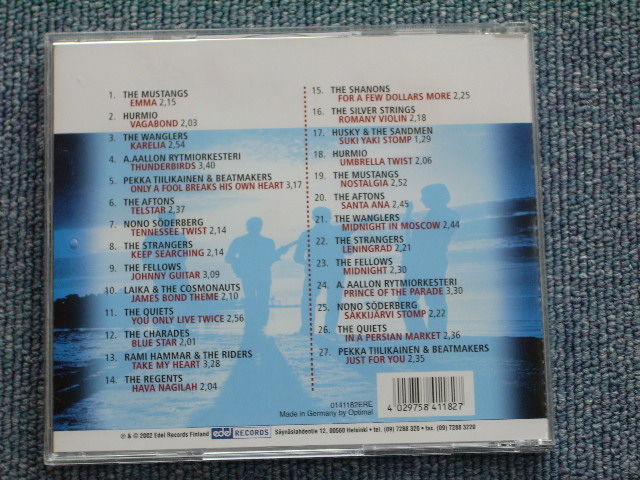 1. THE MUSTANGS
EMMA 2,15
2. HURMIO
VAGABOND 2,03
3. THE WANGLERS
KARELIA 2,54
4. A.AALLON RYTMIORKESTERI
THUNDERBIRDS 3,40
5. PEKKA TIILIKAINEN & BEATMAKERS
ONLY A FOOL BREAKS HIS OWN HEART 3,17
6. THE AFTONS
TELSTAR 2,37
7. NONO SÖDERBERG
TENNESSEE TWIST 2,14
8. THE STRANGERS
KEEP SEARCHING 2,14
9. THE FELLOWS
JOHNNY GUITAR 3,09
10. LAIKA & THE COSMONAUTS
JAMES BOND THEME 2,10
11. THE QUIETS
YOU ONLY LIVE TWICE 2,56
12. THE CHARADES
BLUE STAR 2,01
13. RAMI HAMMAR & THE RIDERS
TAKE MY HEART 3,28
14. THE REGENTS
HAVA NAGILAH 2,04
15. THE SHANONS
FOR A FEW DOLLARS MORE 2,25
16. THE SILVER STRINGS
ROMANY VIOLIN 2,18
17. HUSKY & THE SANDMEN
SUKI YAKI STOMP 1,29
18. HURMIO
UMBRELLA TWIST 2,06
19. THE MUSTANGS
NOSTALGIA 2,52
20. THE AFTONS
SANTA ANA 2,45
21. THE WANGLERS
MIDNIGHT IN MOSCOW 2,44
22. THE STRANGERS
LENINGRAD 2,21
23. THE FELLOWS
MIDNIGHT 2,30
24. A. AALLON RYTMIORKESTERI
PRINCE OF THE PARADE 3,30
25. NONO SÖDERBERG
SÄKKIJÄRVI STOMP 2,22
26. THE QUIETS
IN A PERSIAN MARKET 2,36
27. PEKKA TIILIKAINEN & BEATMAKERS
JUST FOR YOU 2,35
0141182ERE
Made in Germany by Optimal
4 029758 411827
℗ & © 2002 Edel Records Finland edel RECORDS Säynäslahdentie 12, 00560 Helsinki • tel. (09) 7288 320 • fax. (09) 7288 3220